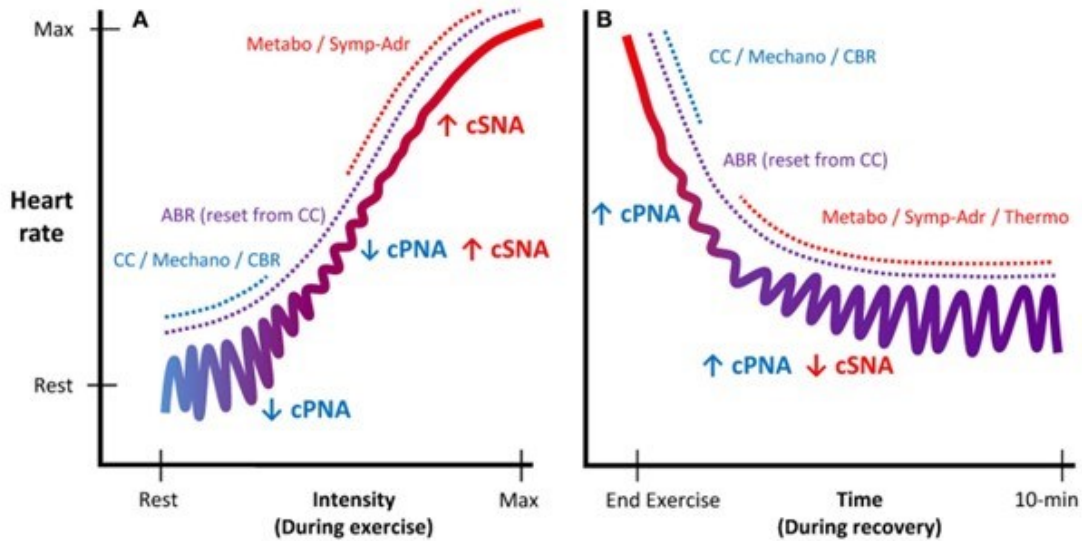 A
Max
Metabo / Symp-Adr
↑ cSNA
Heart
rate
ABR (reset from CC)
↓ cPNA ↑ cSNA
CC / Mechano / CBR
Rest
↓ cPNA
Rest
Intensity
(During exercise)
Max
B
CC / Mechano / CBR
ABR (reset from CC)
↑ cPNA
Metabo / Symp-Adr / Thermo
↑ cPNA ↓ cSNA
End Exercise
Time
(During recovery)
10-min